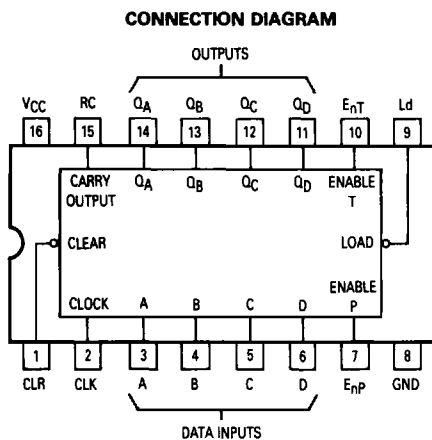 CONNECTION DIAGRAM
OUTPUTS
VCC RC QA QB QC QD EnT Ld
16 15 14 13 12 11 10 9
CARRY OUTPUT QA QB QC QD ENABLE T
CLEAR LOAD
CLOCK A B C D ENABLE P
1 2 3 4 5 6 7 8
CLR CLK A B C D EnP GND
DATA INPUTS